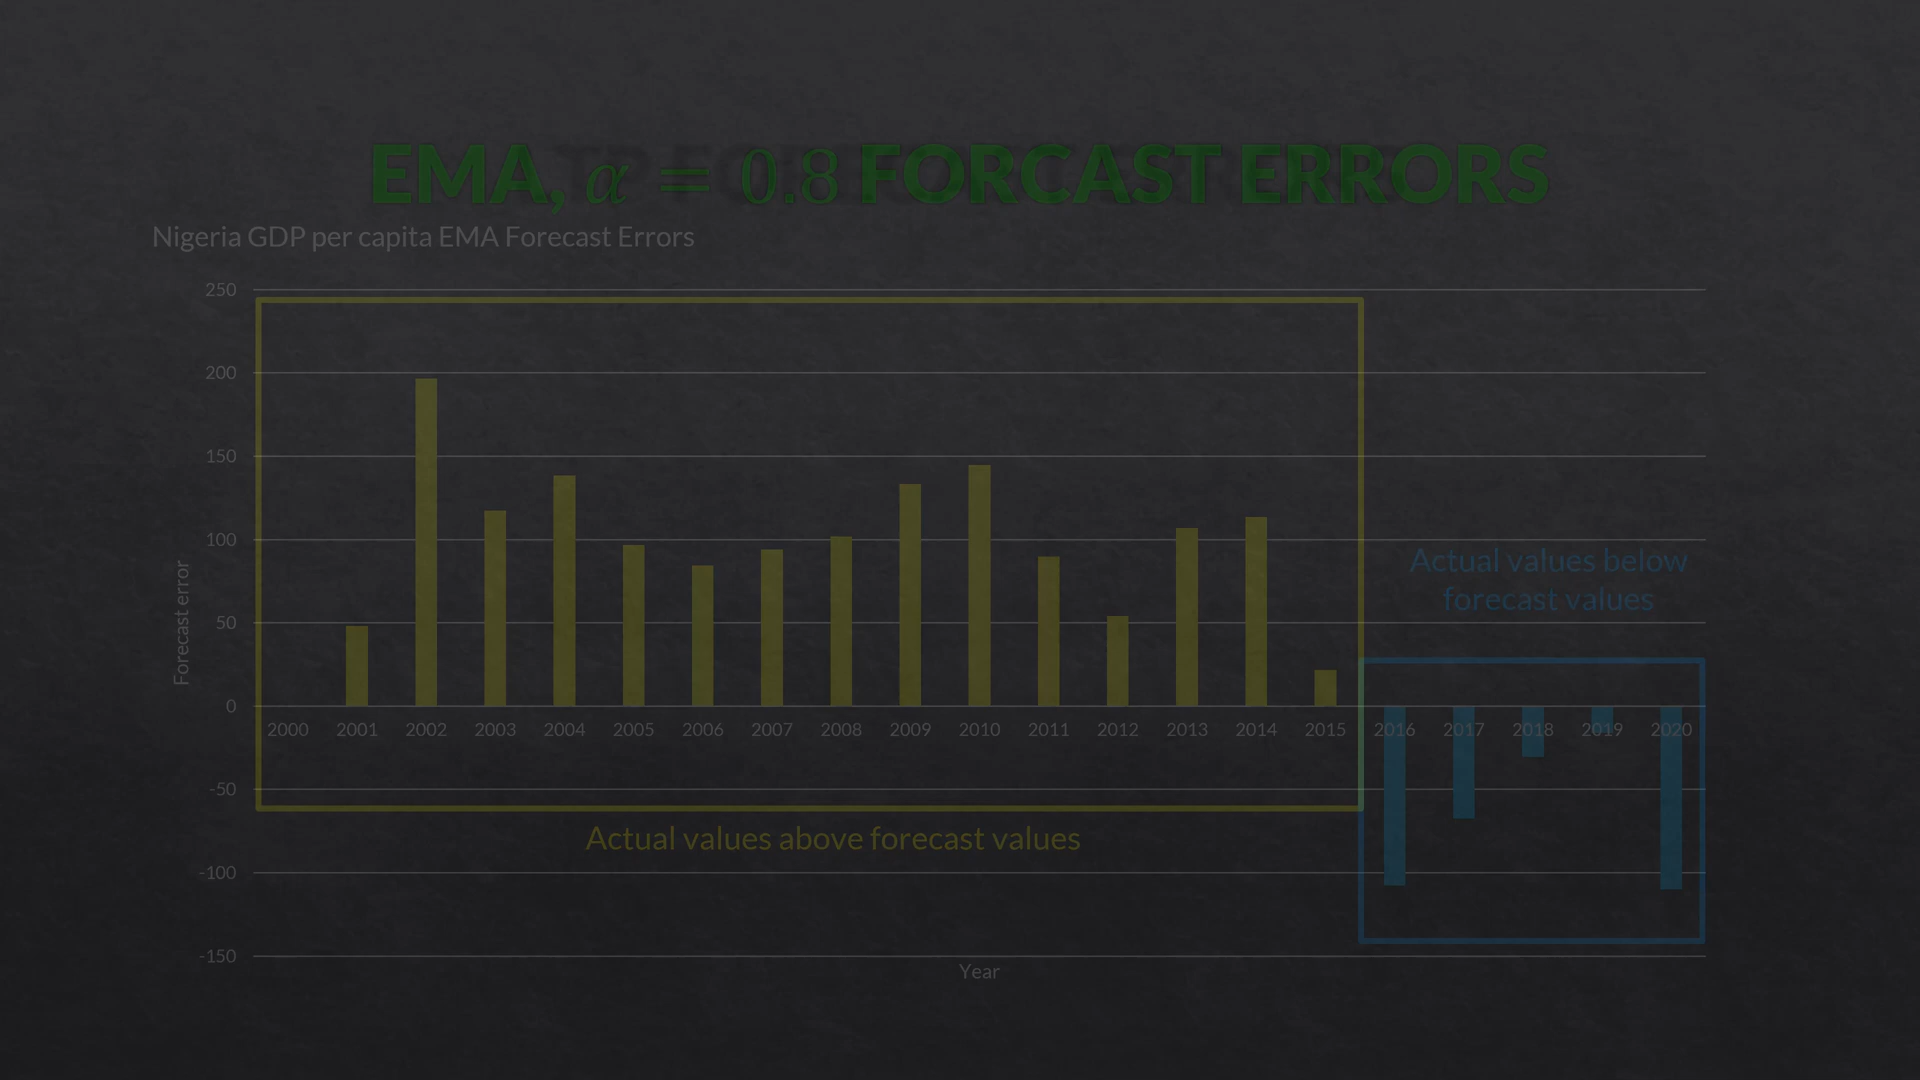 EMA, α = 0.8 FORCAST ERRORS
Nigeria GDP per capita EMA Forecast Errors
250
200
150
100
50
0
-50
-100
-150
Forecast error
2000 2001 2002 2003 2004 2005 2006 2007 2008 2009 2010 2011 2012 2013 2014 2015 2016 2017 2018 2019 2020
Actual values below
forecast values
Actual values above forecast values
Year